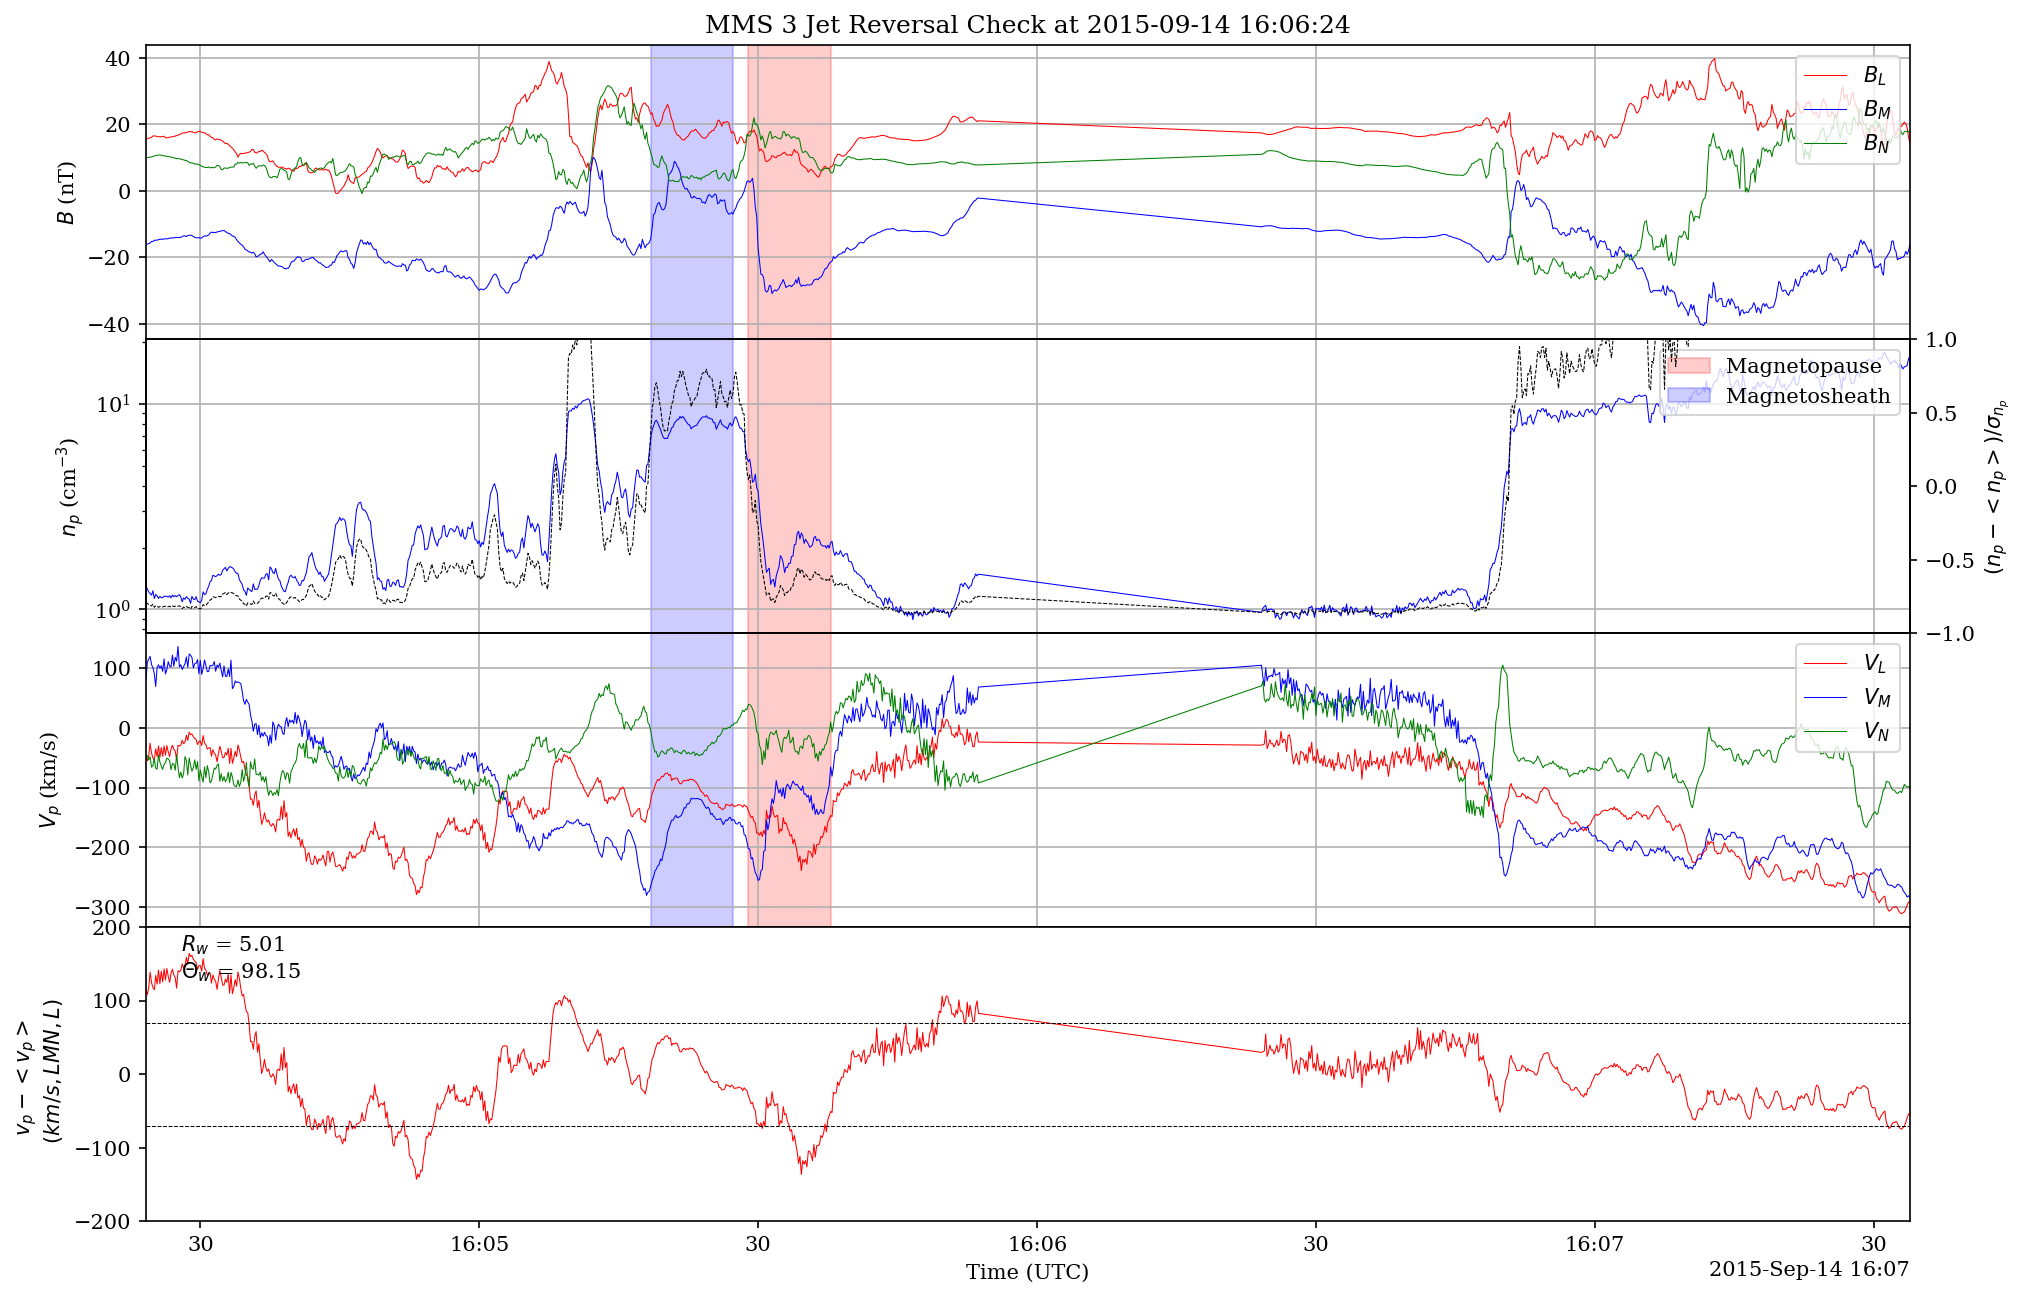 MMS 3 Jet Reversal Check at 2015-09-14 16:06:24
40
20
0
−20
−40
B (nT)
B_L
B_M
B_N
10^1
10^0
n_p (cm^{−3})
1.0
0.5
0.0
−0.5
−1.0
(n_p − <n_p>)/σ_{n_p}
Magnetopause
Magnetosheath
100
0
−100
−200
−300
V_p (km/s)
V_L
V_M
V_N
200
100
0
−100
−200
v_p − <v_p>
(km/s, LMN, L)
R_w = 5.01
Θ_w = 98.15
30
16:05
30
16:06
30
16:07
30
Time (UTC)
2015-Sep-14 16:07